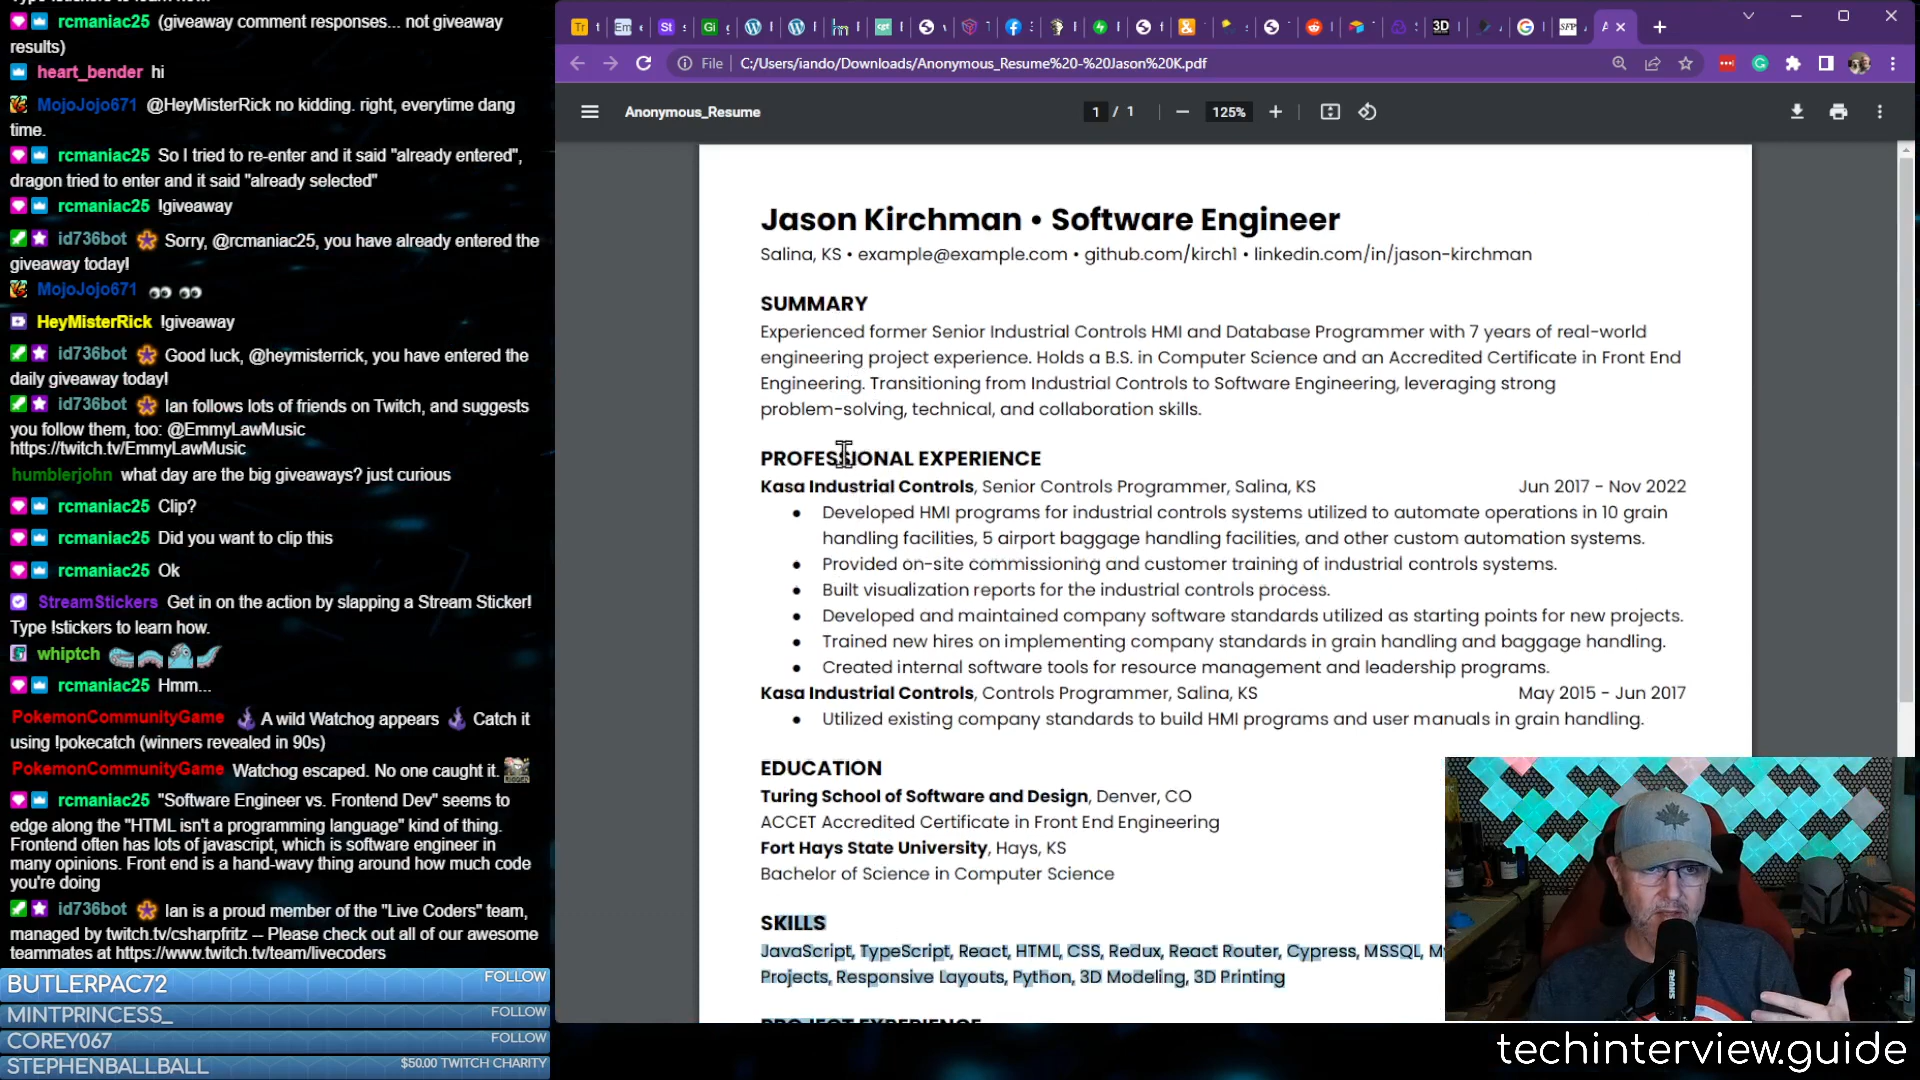 rcmaniac25 (giveaway comment responses... not giveaway
results)
heart_bender hi
MojoJojo671 @HeyMisterRick no kidding. right, everytime dang
time.
rcmaniac25 So I tried to re-enter and it said "already entered",
dragon tried to enter and it said "already selected"
rcmaniac25 !giveaway
id736bot Sorry, @rcmaniac25, you have already entered the
giveaway today!
MojoJojo671
HeyMisterRick !giveaway
id736bot Good luck, @heymisterrick, you have entered the
daily giveaway today!
id736bot Ian follows lots of friends on Twitch, and suggests
you follow them, too: @EmmyLawMusic
https://twitch.tv/EmmyLawMusic
humblerjohn what day are the big giveaways? just curious
rcmaniac25 Clip?
rcmaniac25 Did you want to clip this
rcmaniac25 Ok
StreamStickers Get in on the action by slapping a Stream Sticker!
Type !stickers to learn how.
whiptch
rcmaniac25 Hmm...
PokemonCommunityGame A wild Watchog appears Catch it
using !pokecatch (winners revealed in 90s)
PokemonCommunityGame Watchog escaped. No one caught it.
rcmaniac25 "Software Engineer vs. Frontend Dev" seems to
edge along the "HTML isn't a programming language" kind of thing.
Frontend often has lots of javascript, which is software engineer in
many opinions. Front end is a hand-wavy thing around how much code
you're doing
id736bot Ian is a proud member of the "Live Coders" team,
managed by twitch.tv/csharpfritz -- Please check out all of our awesome
teammates at https://www.twitch.tv/team/livecoders
BUTLERPAC72 FOLLOW
MINTPRINCESS_ FOLLOW
COREY067 FOLLOW
STEPHENBALLBALL $50.00 TWITCH CHARITY
File C:/Users/iando/Downloads/Anonymous_Resume%20-%20Jason%20K.pdf
Anonymous_Resume 1 / 1 125%
Jason Kirchman • Software Engineer
Salina, KS • example@example.com • github.com/kirch1 • linkedin.com/in/jason-kirchman
SUMMARY
Experienced former Senior Industrial Controls HMI and Database Programmer with 7 years of real-world
engineering project experience. Holds a B.S. in Computer Science and an Accredited Certificate in Front End
Engineering. Transitioning from Industrial Controls to Software Engineering, leveraging strong
problem-solving, technical, and collaboration skills.
PROFESSIONAL EXPERIENCE
Kasa Industrial Controls, Senior Controls Programmer, Salina, KS Jun 2017 - Nov 2022
● Developed HMI programs for industrial controls systems utilized to automate operations in 10 grain
handling facilities, 5 airport baggage handling facilities, and other custom automation systems.
● Provided on-site commissioning and customer training of industrial controls systems.
● Built visualization reports for the industrial controls process.
● Developed and maintained company software standards utilized as starting points for new projects.
● Trained new hires on implementing company standards in grain handling and baggage handling.
● Created internal software tools for resource management and leadership programs.
Kasa Industrial Controls, Controls Programmer, Salina, KS May 2015 - Jun 2017
● Utilized existing company standards to build HMI programs and user manuals in grain handling.
EDUCATION
Turing School of Software and Design, Denver, CO
ACCET Accredited Certificate in Front End Engineering
Fort Hays State University, Hays, KS
Bachelor of Science in Computer Science
SKILLS
JavaScript, TypeScript, React, HTML, CSS, Redux, React Router, Cypress, MSSQL, M
Projects, Responsive Layouts, Python, 3D Modeling, 3D Printing
PROJECT EXPERIENCE
SHURE
techinterview.guide